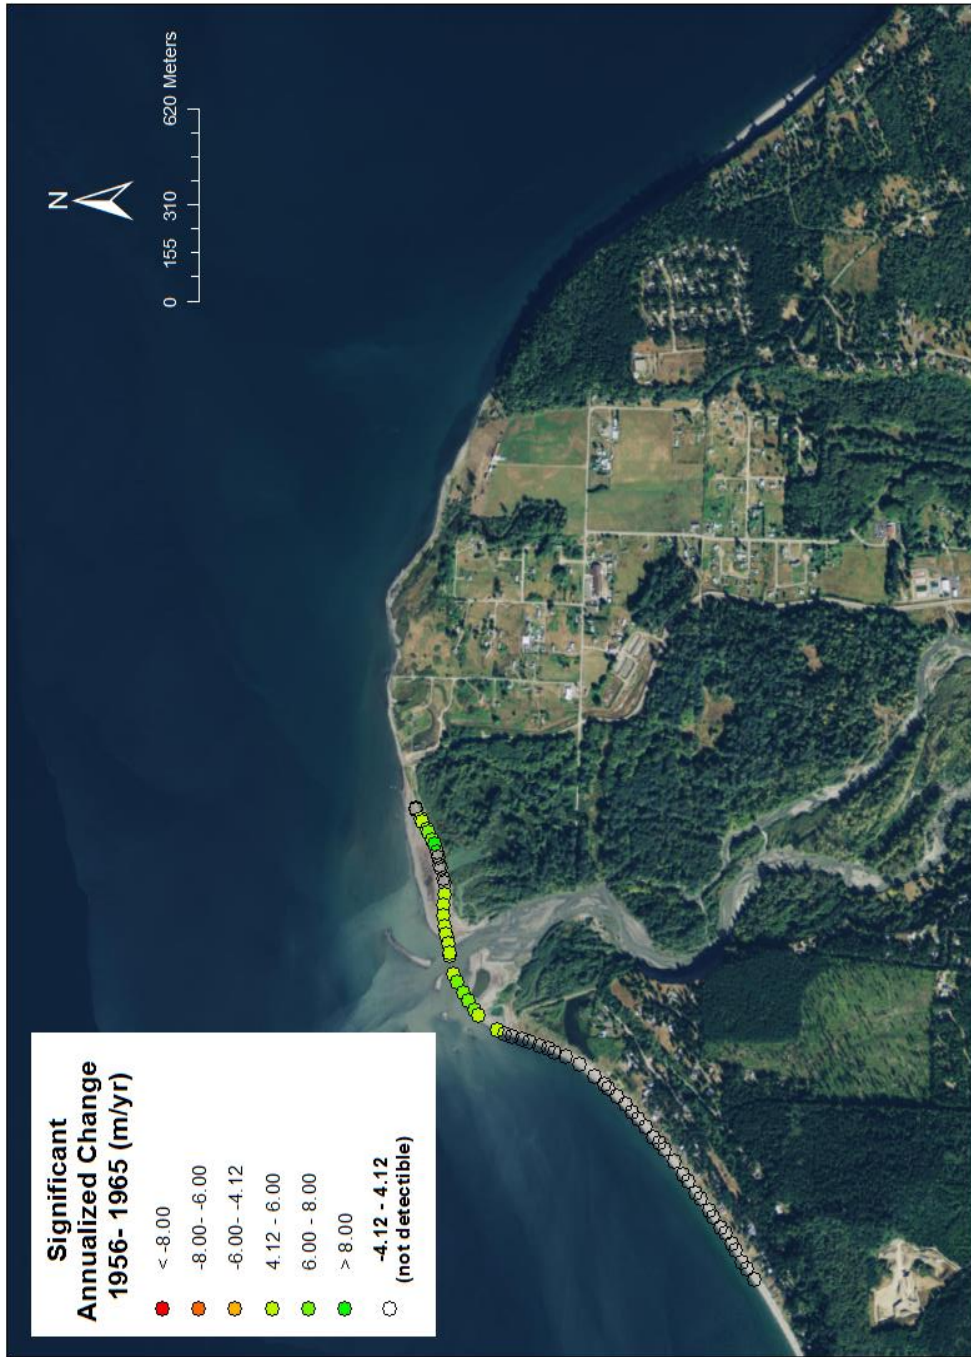 Significant
Annualized Change
1956- 1965 (m/yr)
< -8.00
-8.00- -6.00
-6.00--4.12
4.12 - 6.00
6.00 - 8.00
> 8.00
-4.12 - 4.12
(not detectible)
N
0 155 310 620 Meters